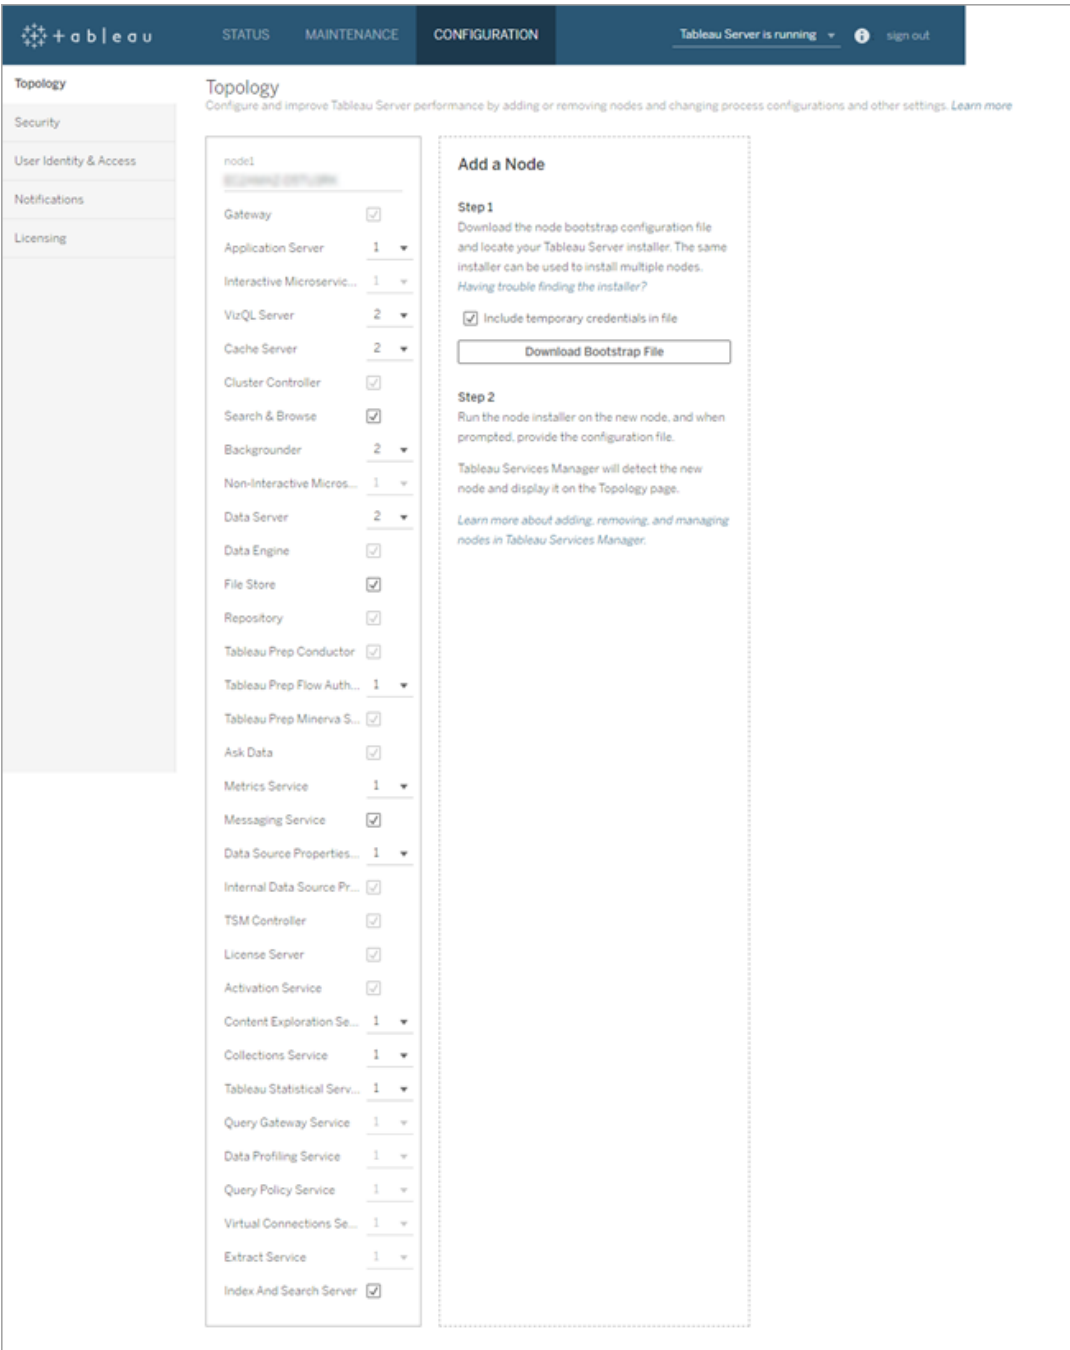 +ableau
STATUS
MAINTENANCE
CONFIGURATION
Tableau Server is running
sign out
Topology
Security
User Identity & Access
Notifications
Licensing
Topology
Configure and improve Tableau Server performance by adding or removing nodes and changing process configurations and other settings. Learn more
node1
Gateway
Application Server 1
Interactive Microservic... 1
VizQL Server 2
Cache Server 2
Cluster Controller
Search & Browse
Backgrounder 2
Non-Interactive Micros... 1
Data Server 2
Data Engine
File Store
Repository
Tableau Prep Conductor
Tableau Prep Flow Auth... 1
Tableau Prep Minerva S...
Ask Data
Metrics Service 1
Messaging Service
Data Source Properties... 1
Internal Data Source Pr...
TSM Controller
License Server
Activation Service
Content Exploration Se... 1
Collections Service 1
Tableau Statistical Serv... 1
Query Gateway Service 1
Data Profiling Service 1
Query Policy Service 1
Virtual Connections Se... 1
Extract Service 1
Index And Search Server
Add a Node
Step 1
Download the node bootstrap configuration file
and locate your Tableau Server installer. The same
installer can be used to install multiple nodes.
Having trouble finding the installer?
Include temporary credentials in file
Download Bootstrap File
Step 2
Run the node installer on the new node, and when
prompted, provide the configuration file.
Tableau Services Manager will detect the new
node and display it on the Topology page.
Learn more about adding, removing, and managing
nodes in Tableau Services Manager.